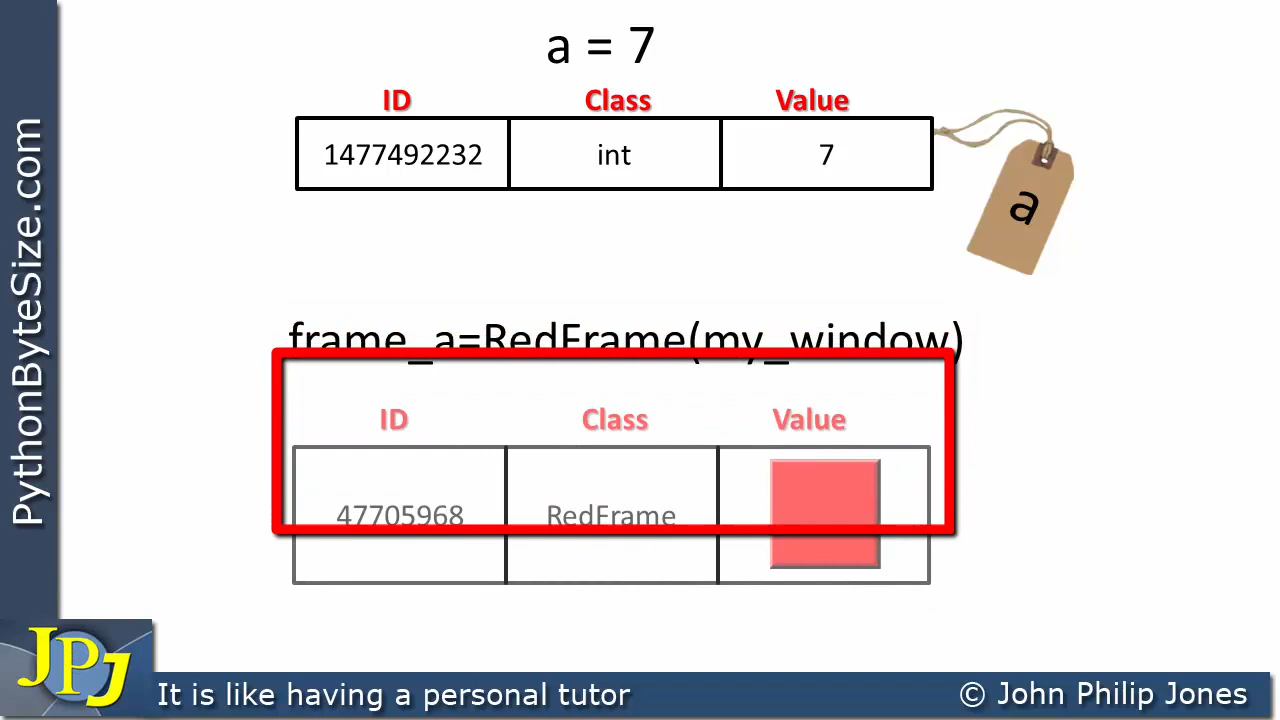 a = 7
ID Class Value
1477492232 int 7
a
frame_a=RedFrame(my_window)
ID Class Value
47705968 RedFrame
PythonByteSize.com
JPJ
It is like having a personal tutor
© John Philip Jones